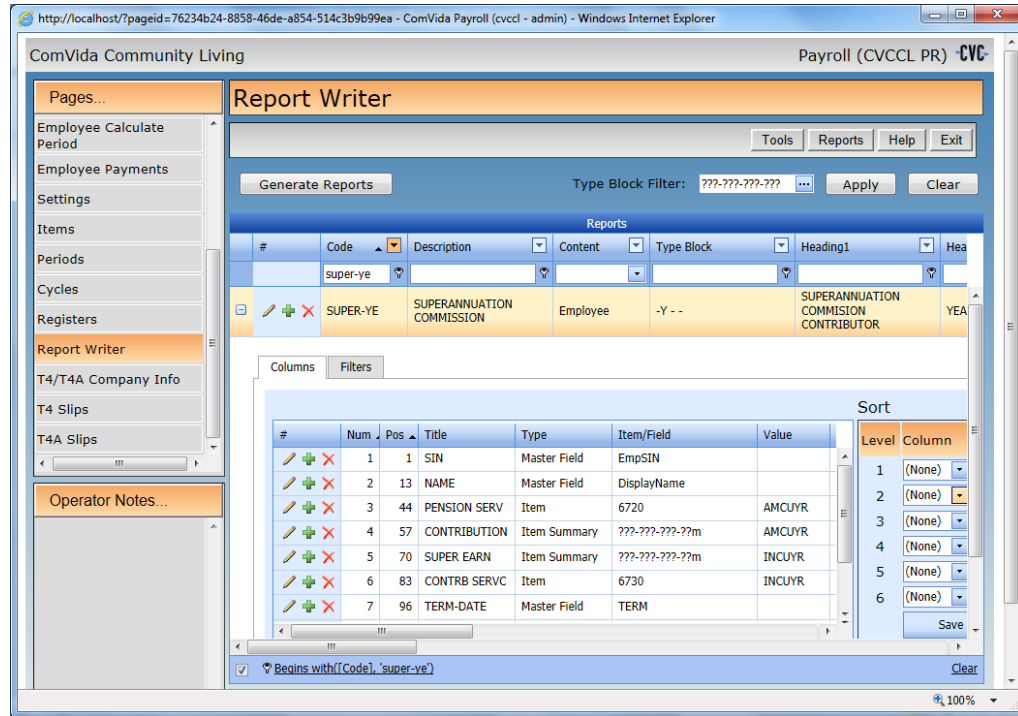 http://localhost/?pageid=76234b24-8858-46de-a854-514c3b9b99ea - ComVida Payroll (cvccl - admin) - Windows Internet Explorer
ComVida Community Living Payroll (CVCCL PR) -CVC-
Pages...
Employee Calculate
Period
Employee Payments
Settings
Items
Periods
Cycles
Registers
Report Writer
T4/T4A Company Info
T4 Slips
T4A Slips
Operator Notes...
Report Writer
Tools Reports Help Exit
Generate Reports Type Block Filter: ???-???-???-??? ... Apply Clear
Reports
# Code Description Content Type Block Heading1 Hea
super-ye
SUPER-YE SUPERANNUATION COMMISSION Employee -Y - - SUPERANNUATION COMMISION CONTRIBUTOR YEA
Columns Filters
# Num Pos Title Type Item/Field Value
1 1 SIN Master Field EmpSIN
2 13 NAME Master Field DisplayName
3 44 PENSION SERV Item 6720 AMCUYR
4 57 CONTRIBUTION Item Summary ???-???-???-??m AMCUYR
5 70 SUPER EARN Item Summary ???-???-???-??m INCUYR
6 83 CONTRB SERVC Item 6730 INCUYR
7 96 TERM-DATE Master Field TERM
Sort
Level Column
1 (None)
2 (None)
3 (None)
4 (None)
5 (None)
6 (None)
Save
Begins with([Code], 'super-ye') Clear
100%